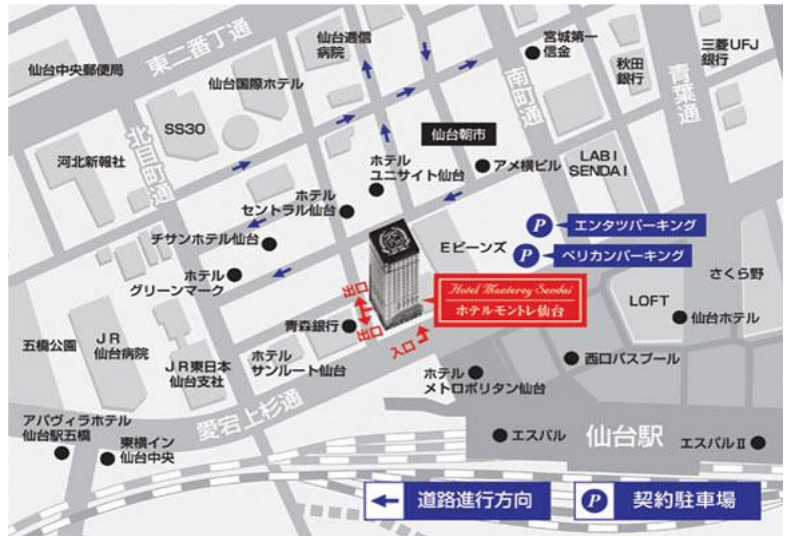 仙台逓信
病院
宮城第一
信金
三菱UFJ
銀行
東二番丁通
仙台中央郵便局
仙台国際ホテル
秋田
銀行
南町通
青葉通
SS30
北目町通
仙台朝市
河北新報社
ホテル
ユニサイト仙台
アメ横ビル
LABI
SENDAI
ホテル
セントラル仙台
P
エンタツパーキング
チサンホテル仙台
Eビーンズ
P
ペリカンパーキング
ホテル
グリーンマーク
さくら野
出口
Hotel Monterey Sendai
ホテルモントレ仙台
LOFT
仙台ホテル
青森銀行
出口
入口
五橋公園
JR
仙台病院
JR東日本
仙台支社
ホテル
サンルート仙台
西口バスプール
ホテル
メトロポリタン仙台
愛宕上杉通
アパヴィラホテル
仙台駅五橋
東横イン
仙台中央
エスパル
仙台駅
エスパルⅡ
道路進行方向
P
契約駐車場